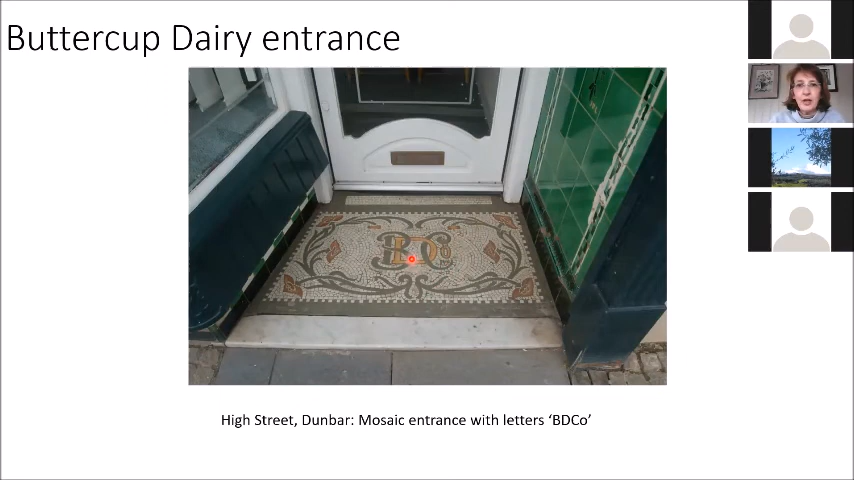 Buttercup Dairy entrance
BDCo
High Street, Dunbar: Mosaic entrance with letters ‘BDCo’